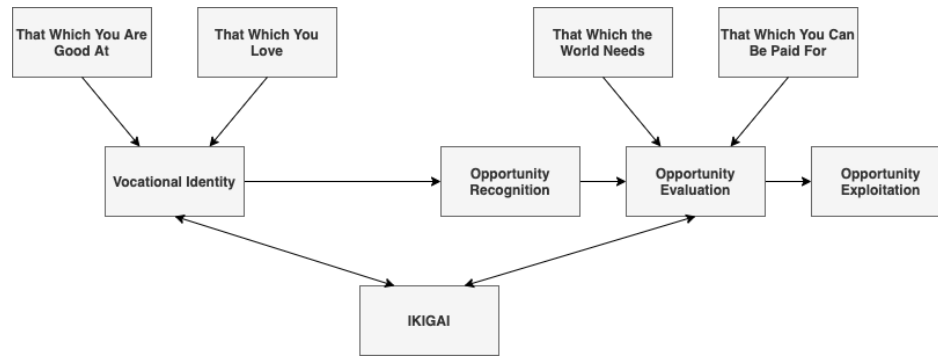 That Which You Are
Good At
That Which You
Love
That Which the
World Needs
That Which You Can
Be Paid For
Vocational Identity
Opportunity
Recognition
Opportunity
Evaluation
Opportunity
Exploitation
IKIGAI